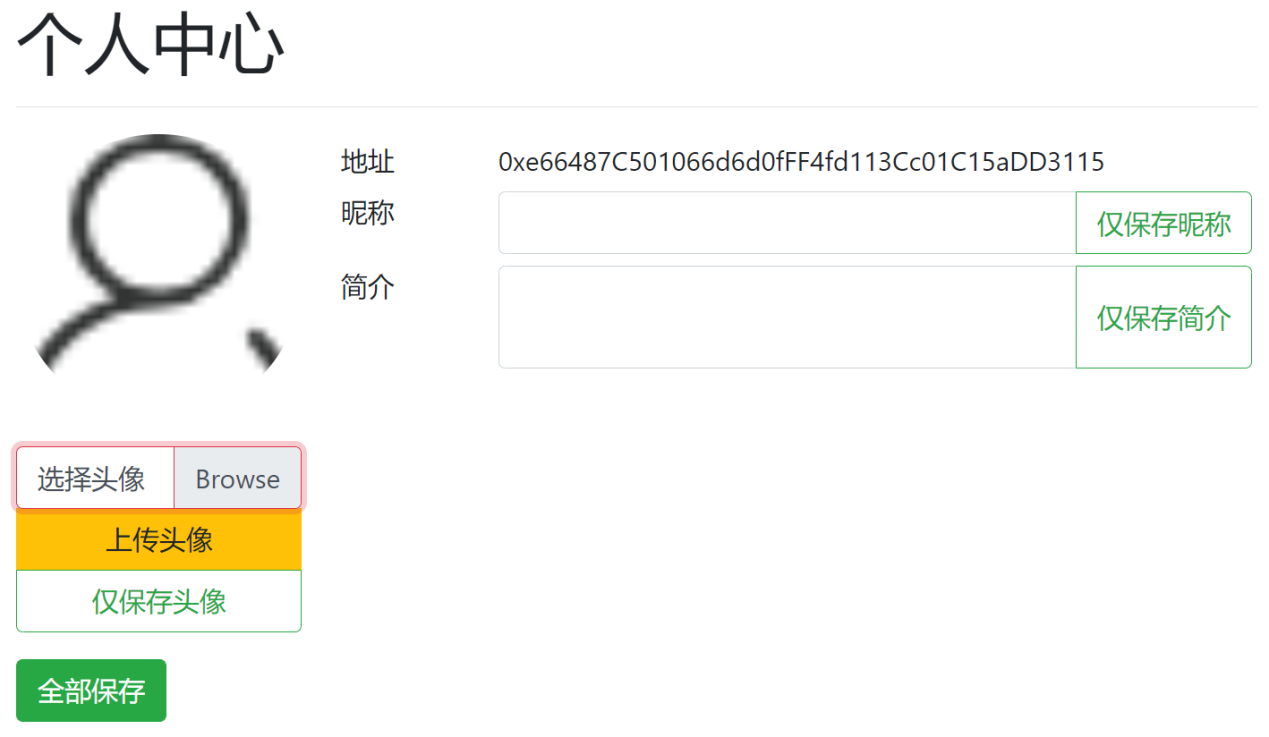 个人中心
地址 0xe66487C501066d6d0fFF4fd113Cc01C15aDD3115
昵称 仅保存昵称
简介 仅保存简介
选择头像 Browse
上传头像
仅保存头像
全部保存